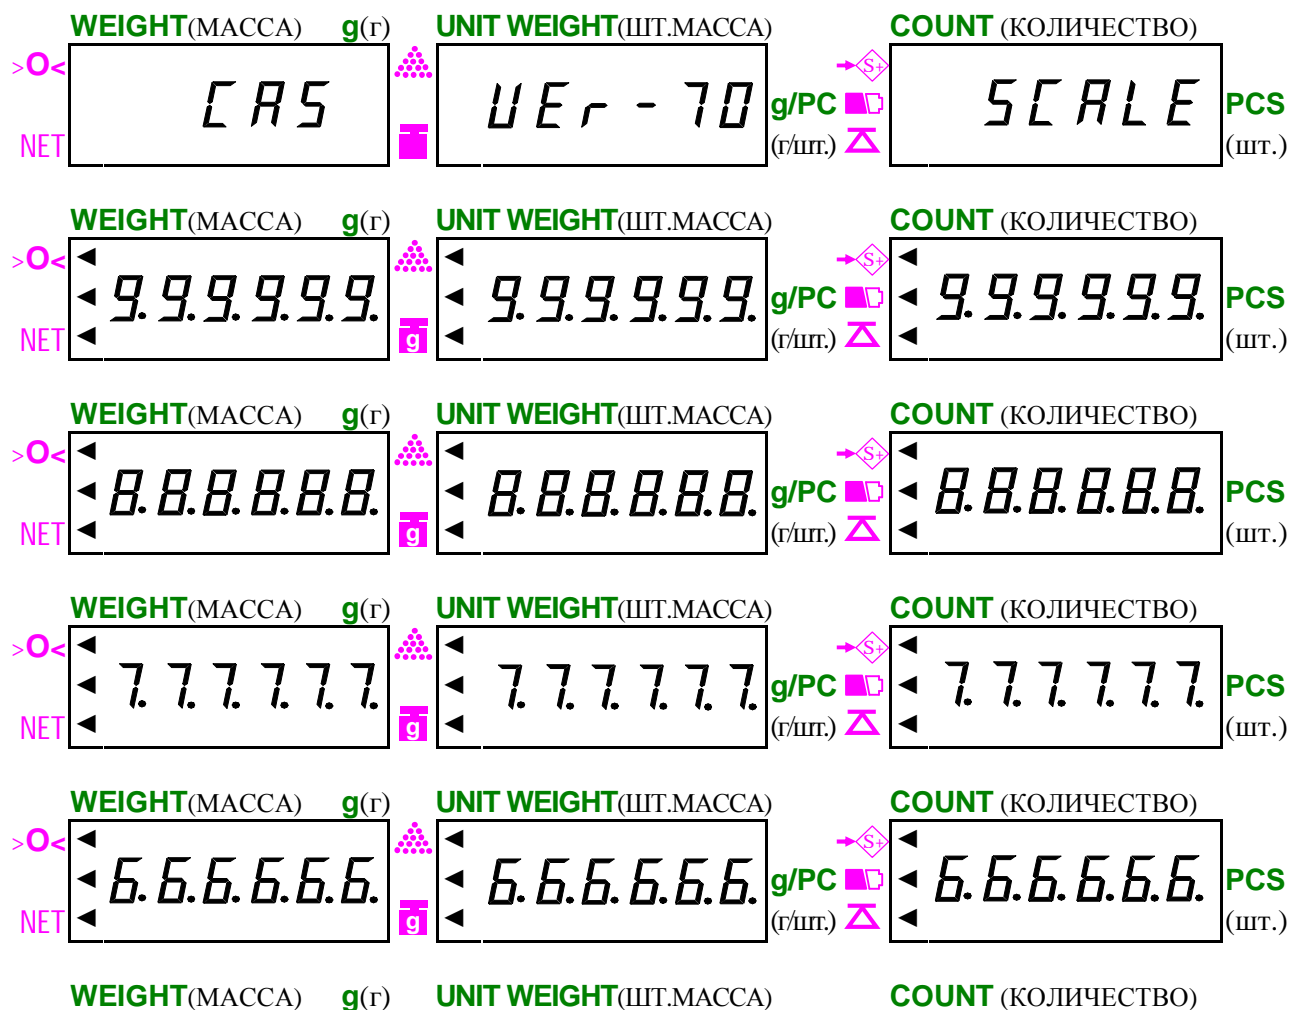 WEIGHT(МАССА) g(г) UNIT WEIGHT(ШТ.МАССА) COUNT (КОЛИЧЕСТВО)
>O< CAS UEr-70 g/PC S+ SCALE PCS
NET (г/шт.) (шт.)
WEIGHT(МАССА) g(г) UNIT WEIGHT(ШТ.МАССА) COUNT (КОЛИЧЕСТВО)
>O< 9.9.9.9.9.9. 9.9.9.9.9.9. g/PC S+ 9.9.9.9.9.9. PCS
NET g (г/шт.) (шт.)
WEIGHT(МАССА) g(г) UNIT WEIGHT(ШТ.МАССА) COUNT (КОЛИЧЕСТВО)
>O< 8.8.8.8.8.8. 8.8.8.8.8.8. g/PC S+ 8.8.8.8.8.8. PCS
NET g (г/шт.) (шт.)
WEIGHT(МАССА) g(г) UNIT WEIGHT(ШТ.МАССА) COUNT (КОЛИЧЕСТВО)
>O< 7.7.7.7.7.7. 7.7.7.7.7.7. g/PC S+ 7.7.7.7.7.7. PCS
NET g (г/шт.) (шт.)
WEIGHT(МАССА) g(г) UNIT WEIGHT(ШТ.МАССА) COUNT (КОЛИЧЕСТВО)
>O< 6.6.6.6.6.6. 6.6.6.6.6.6. g/PC S+ 6.6.6.6.6.6. PCS
NET g (г/шт.) (шт.)
WEIGHT(МАССА) g(г) UNIT WEIGHT(ШТ.МАССА) COUNT (КОЛИЧЕСТВО)